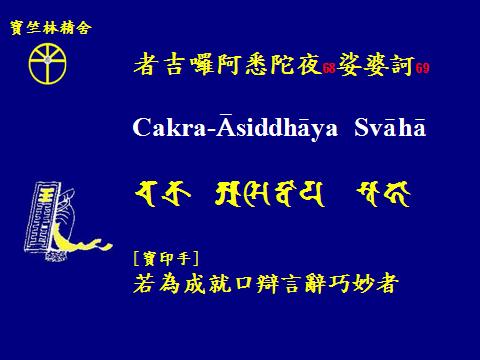 寶竺林精舍
者吉囉阿悉陀夜68娑婆訶69
Cakra-Āsiddhāya Svāhā
[寶印手]
若為成就口辯言辭巧妙者